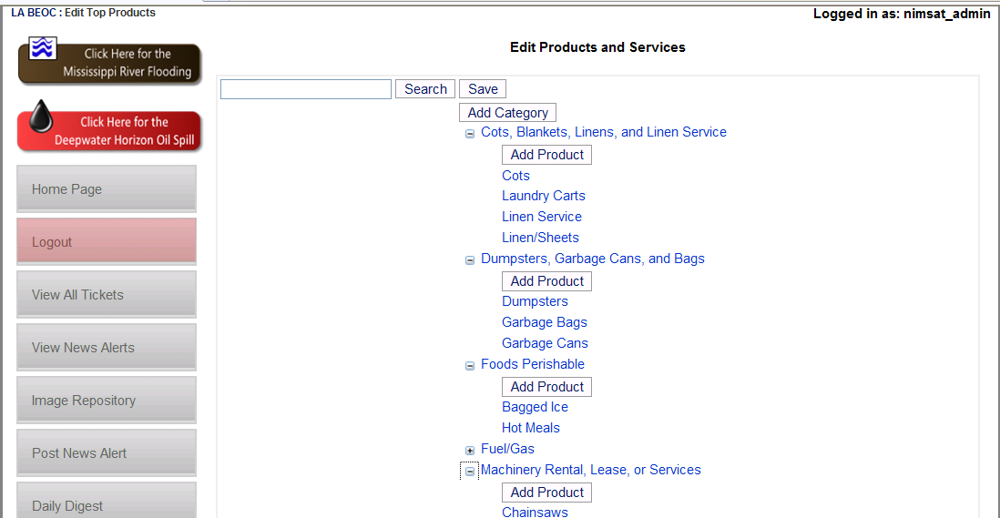 LA BEOC : Edit Top Products
Logged in as: nimsat_admin
Click Here for the
Mississippi River Flooding
Click Here for the
Deepwater Horizon Oil Spill
Home Page
Logout
View All Tickets
View News Alerts
Image Repository
Post News Alert
Daily Digest
Edit Products and Services
Search
Save
Add Category
Cots, Blankets, Linens, and Linen Service
Add Product
Cots
Laundry Carts
Linen Service
Linen/Sheets
Dumpsters, Garbage Cans, and Bags
Add Product
Dumpsters
Garbage Bags
Garbage Cans
Foods Perishable
Add Product
Bagged Ice
Hot Meals
Fuel/Gas
Machinery Rental, Lease, or Services
Add Product
Chainsaws